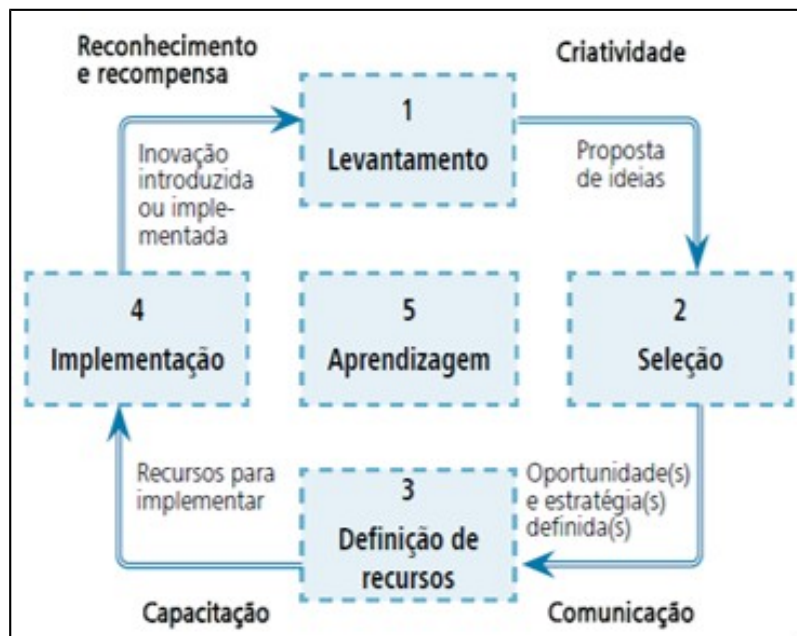 Reconhecimento
e recompensa
Criatividade
1
Levantamento
Inovação
introduzida
ou imple-
mentada
Proposta
de ideias
4
Implementação
5
Aprendizagem
2
Seleção
Recursos para
implementar
3
Definição de
recursos
Oportunidade(s)
e estratégia(s)
definida(s)
Capacitação
Comunicação